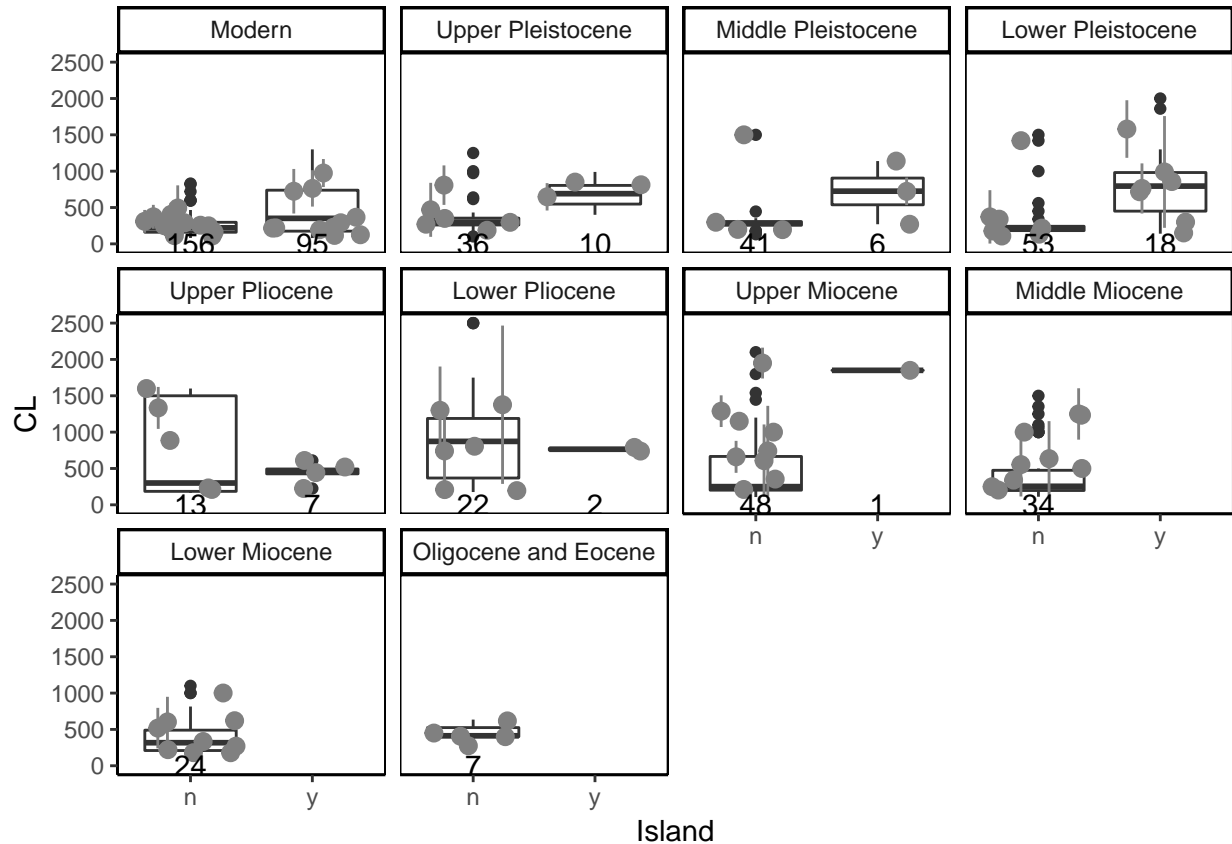 Modern Upper Pleistocene Middle Pleistocene Lower Pleistocene
2500
2000
1500
1000
500
0
156 95 36 10 41 6 53 18
Upper Pliocene Lower Pliocene Upper Miocene Middle Miocene
2500
2000
1500
1000
500
0
13 7 22 2 48 1 34
n y n y
Lower Miocene Oligocene and Eocene
2500
2000
1500
1000
500
0
24 7
n y n y
CL
Island